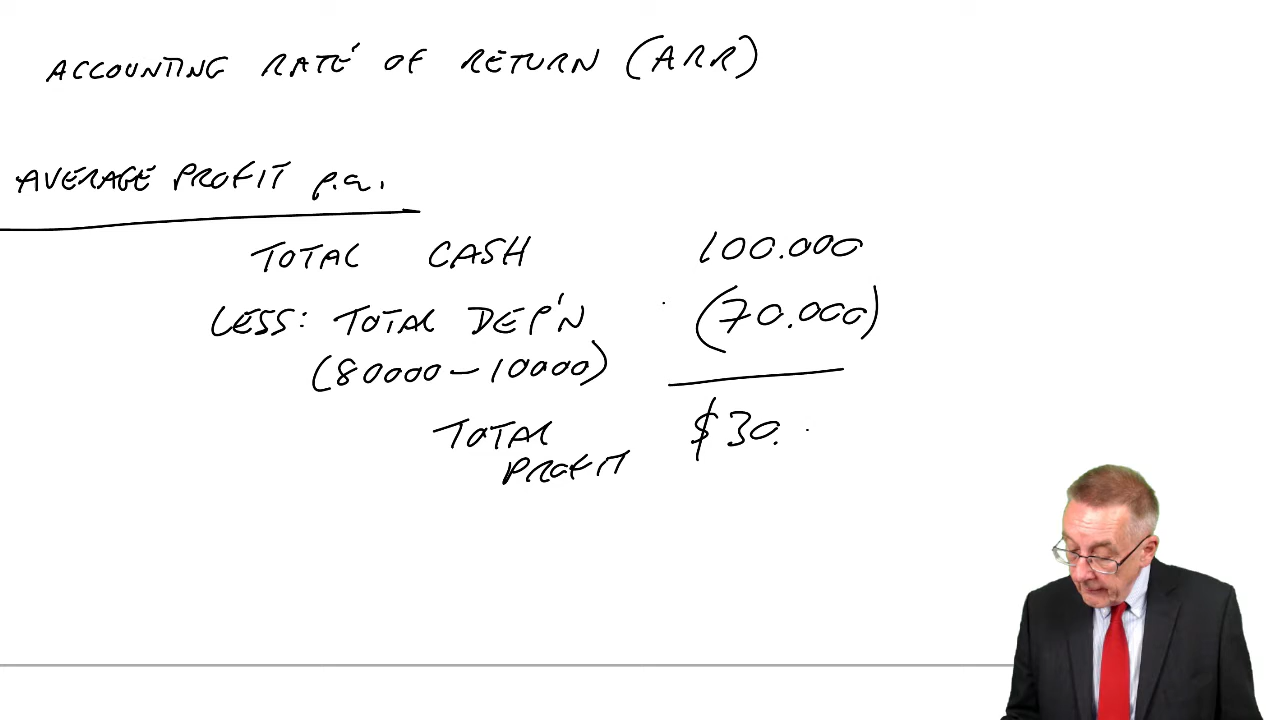 ACCOUNTING RATE OF RETURN (ARR)
AVERAGE PROFIT p.a.
TOTAL CASH 100.000
LESS: TOTAL DEP'N (70.000)
(80000 - 10000)
TOTAL $30.
PROFIT